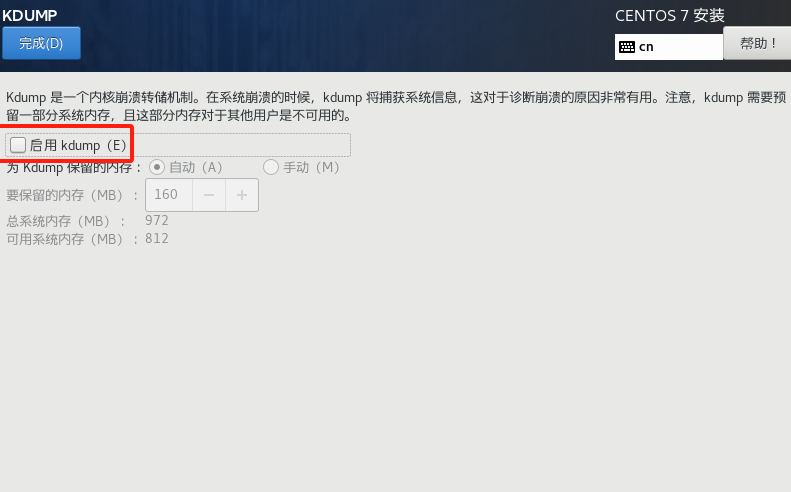 KDUMP
CENTOS 7 安装
完成(D)
cn
帮助！
Kdump 是一个内核崩溃转储机制。在系统崩溃的时候，kdump 将捕获系统信息，这对于诊断崩溃的原因非常有用。注意，kdump 需要预
留一部分系统内存，且这部分内存对于其他用户是不可用的。
启用 kdump（E）
为 Kdump 保留的内存： 自动（A） 手动（M）
要保留的内存（MB）： 160 − +
总系统内存（MB）： 972
可用系统内存（MB）： 812